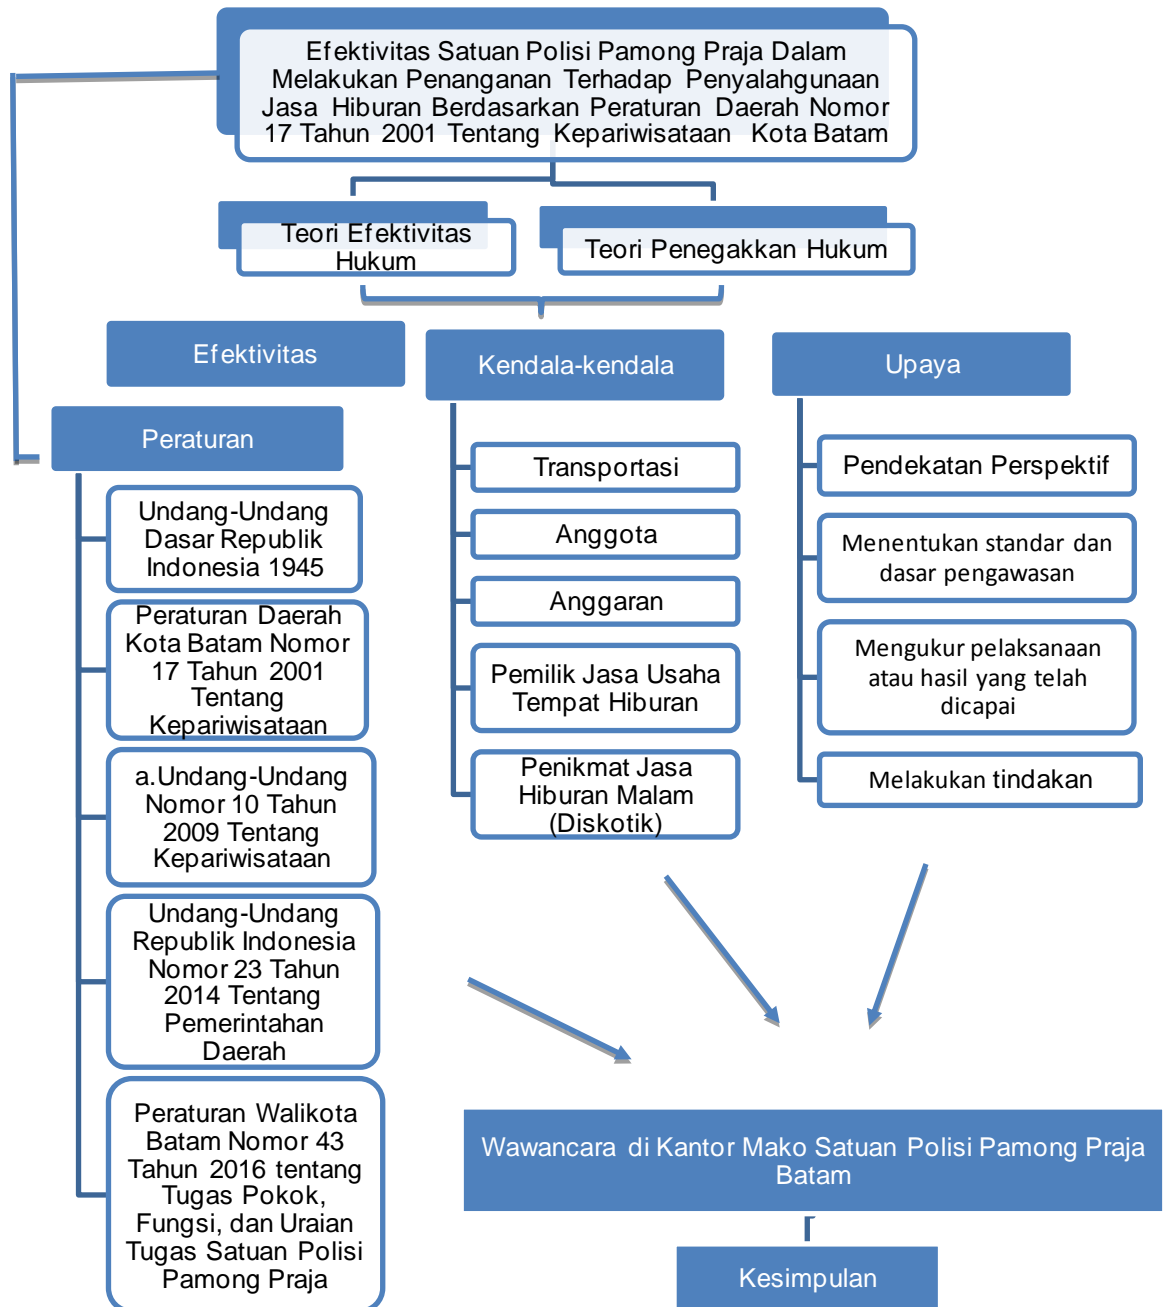 Efektivitas Satuan Polisi Pamong Praja Dalam
Melakukan Penanganan Terhadap Penyalahgunaan
Jasa Hiburan Berdasarkan Peraturan Daerah Nomor
17 Tahun 2001 Tentang Kepariwisataan Kota Batam
Teori Efektivitas
Hukum
Teori Penegakkan Hukum
Efektivitas
Peraturan
Undang-Undang
Dasar Republik
Indonesia 1945
Peraturan Daerah
Kota Batam Nomor
17 Tahun 2001
Tentang
Kepariwisataan
a.Undang-Undang
Nomor 10 Tahun
2009 Tentang
Kepariwisataan
Undang-Undang
Republik Indonesia
Nomor 23 Tahun
2014 Tentang
Pemerintahan
Daerah
Peraturan Walikota
Batam Nomor 43
Tahun 2016 tentang
Tugas Pokok,
Fungsi, dan Uraian
Tugas Satuan Polisi
Pamong Praja
Kendala-kendala
Transportasi
Anggota
Anggaran
Pemilik Jasa Usaha
Tempat Hiburan
Penikmat Jasa
Hiburan Malam
(Diskotik)
Upaya
Pendekatan Perspektif
Menentukan standar dan
dasar pengawasan
Mengukur pelaksanaan
atau hasil yang telah
dicapai
Melakukan tindakan
Wawancara di Kantor Mako Satuan Polisi Pamong Praja
Batam
Kesimpulan